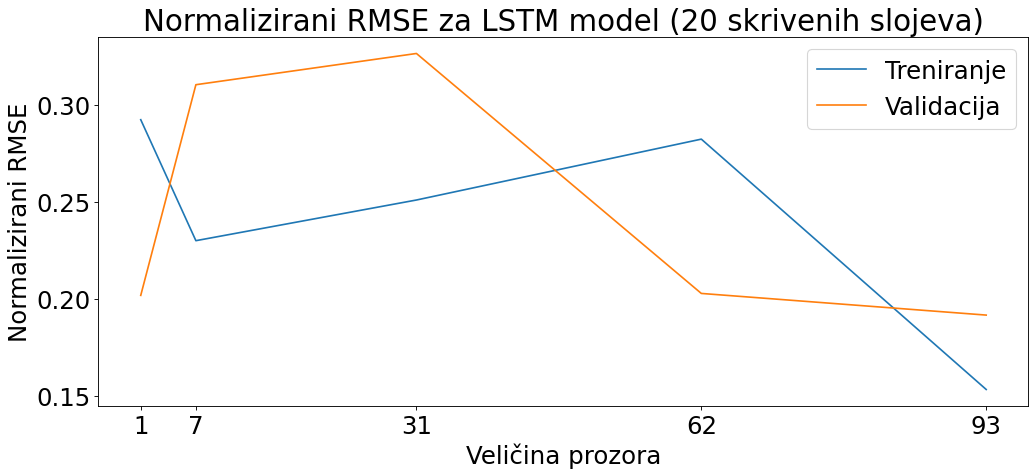 Normalizirani RMSE za LSTM model (20 skrivenih slojeva)
Treniranje
Validacija
Normalizirani RMSE
0.30
0.25
0.20
0.15
1 7 31 62 93
Veličina prozora